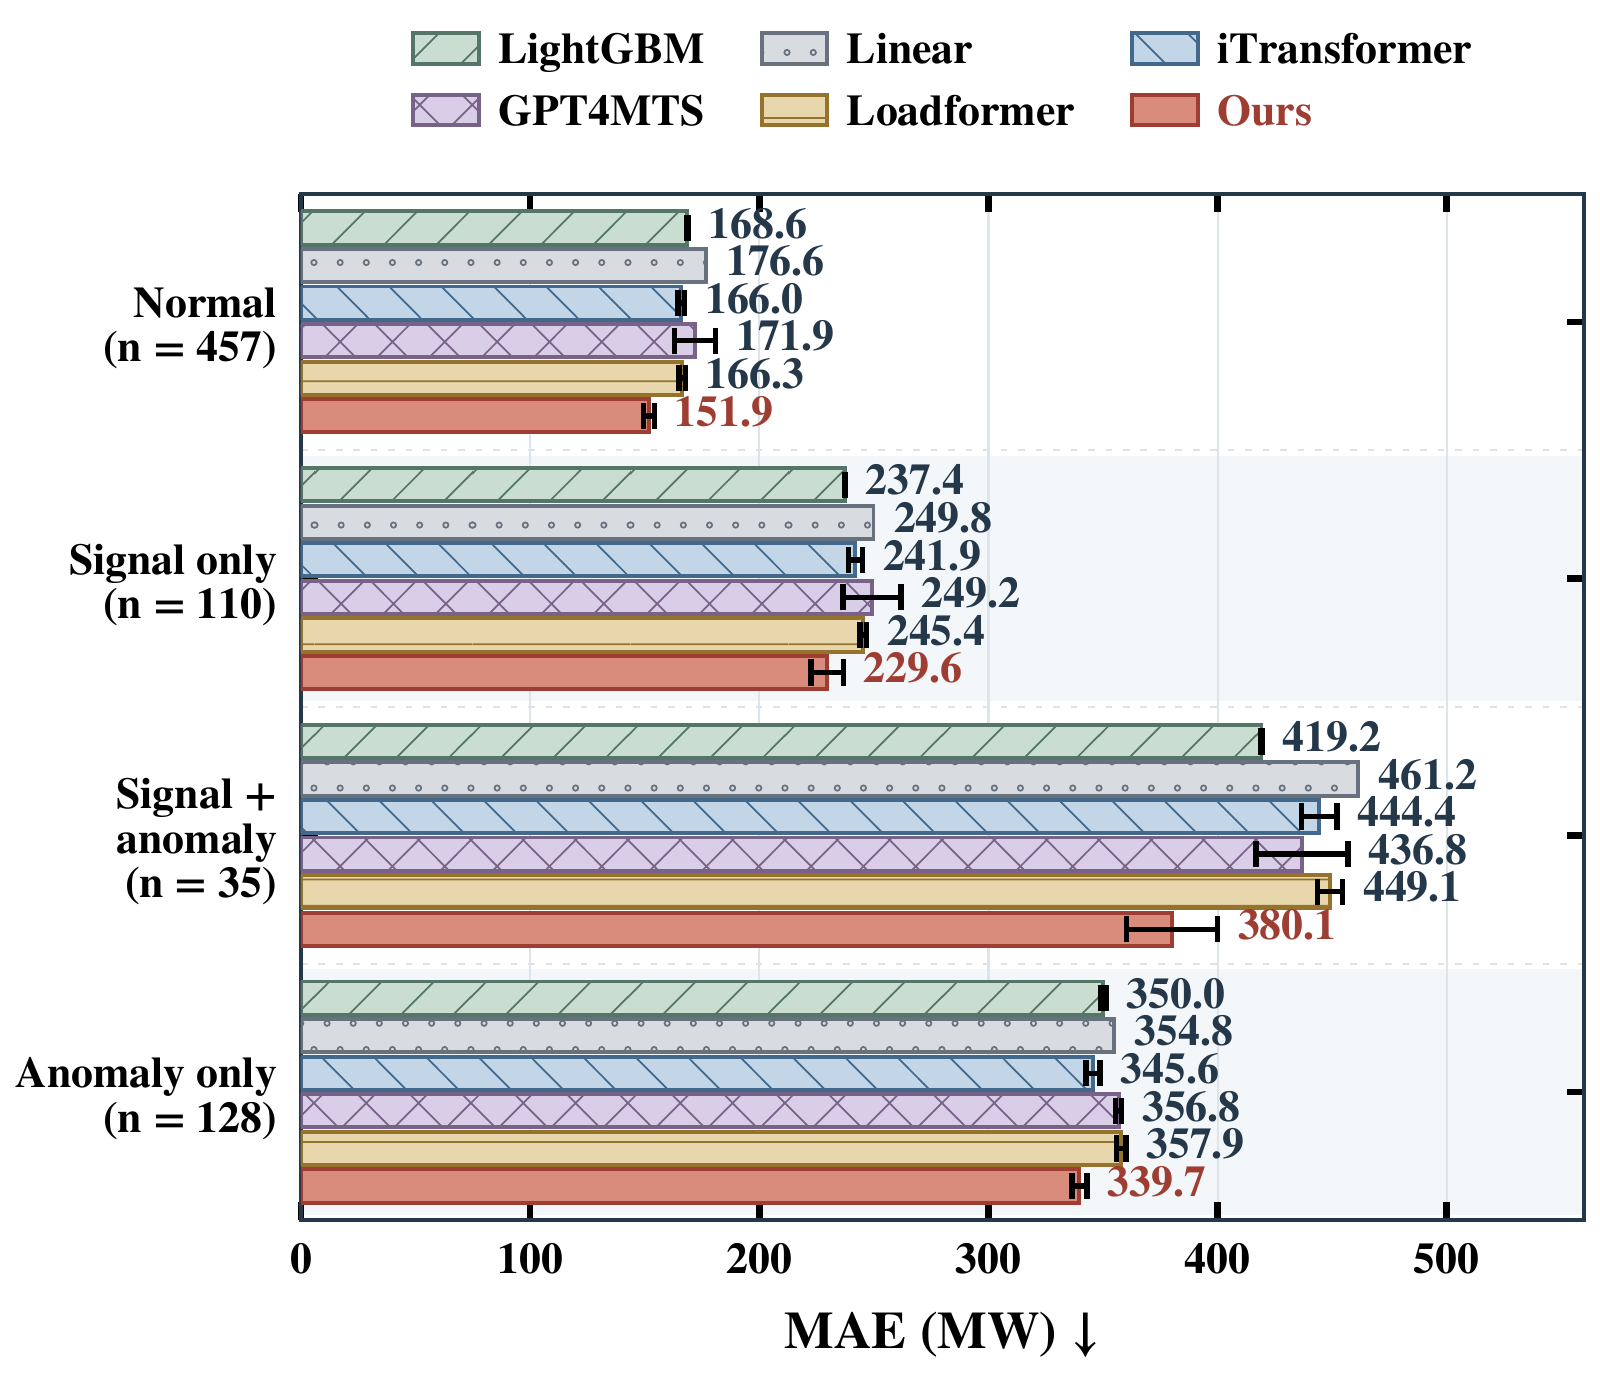 LightGBM Linear iTransformer
GPT4MTS Loadformer Ours
Normal
(n = 457)
168.6
176.6
166.0
171.9
166.3
151.9
Signal only
(n = 110)
237.4
249.8
241.9
249.2
245.4
229.6
Signal +
anomaly
(n = 35)
419.2
461.2
444.4
436.8
449.1
380.1
Anomaly only
(n = 128)
350.0
354.8
345.6
356.8
357.9
339.7
0 100 200 300 400 500
MAE (MW) ↓